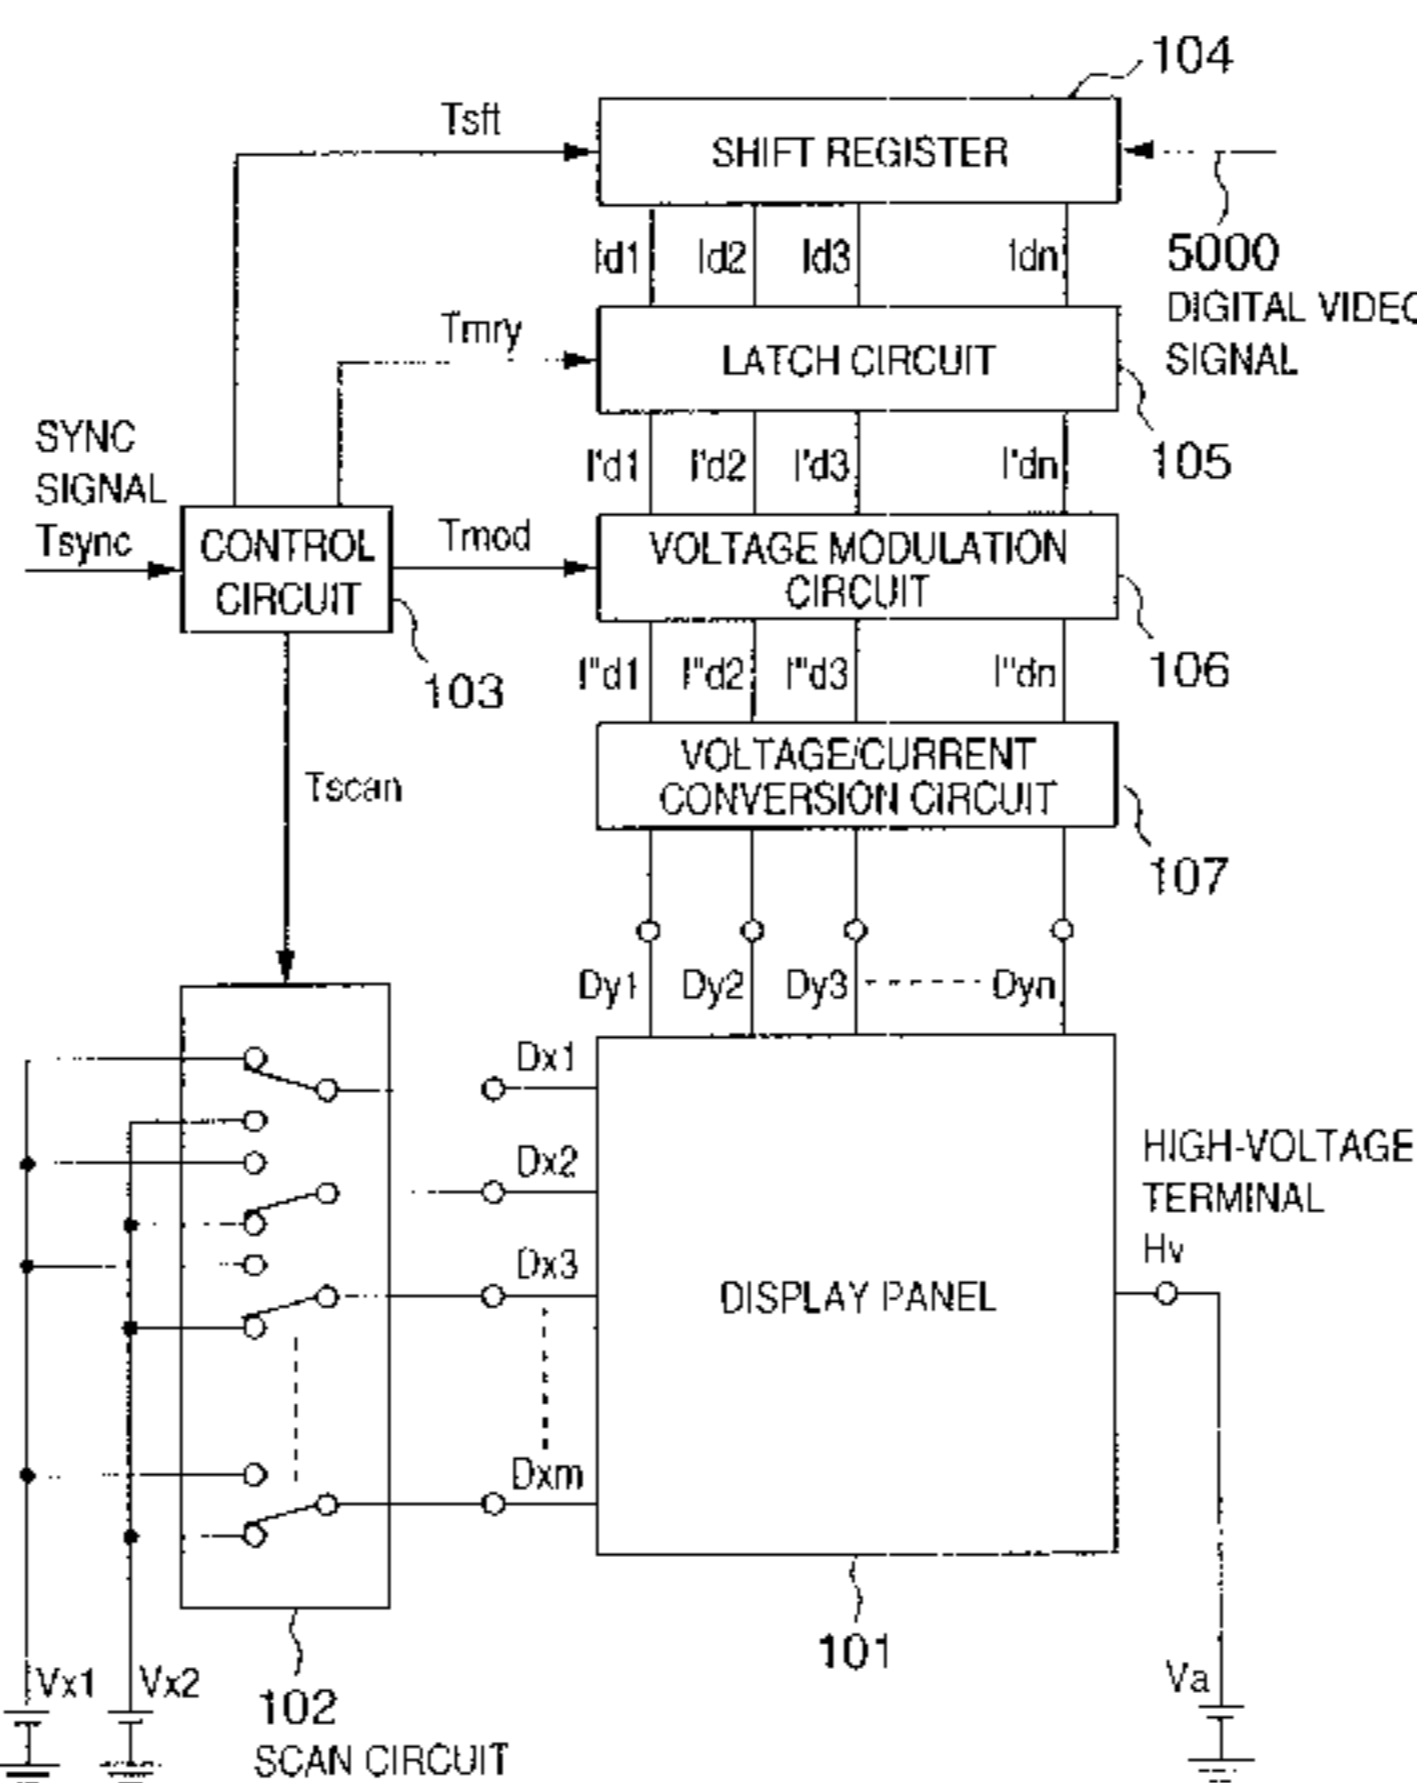 104
Tsft
SHIFT REGISTER
Id1 Id2 Id3 Idn
5000
DIGITAL VIDEO
SIGNAL
Tmry
LATCH CIRCUIT
105
SYNC
SIGNAL
Tsync
I'd1 I'd2 I'd3 I'dn
CONTROL
CIRCUIT
103
Tmod
VOLTAGE MODULATION
CIRCUIT
106
I"d1 I"d2 I"d3 I"dn
Tscan
VOLTAGE/CURRENT
CONVERSION CIRCUIT
107
Dy1 Dy2 Dy3 Dyn
Dx1
Dx2
Dx3
Dxm
DISPLAY PANEL
HIGH-VOLTAGE
TERMINAL
Hv
101
Va
Vx1 Vx2
102
SCAN CIRCUIT